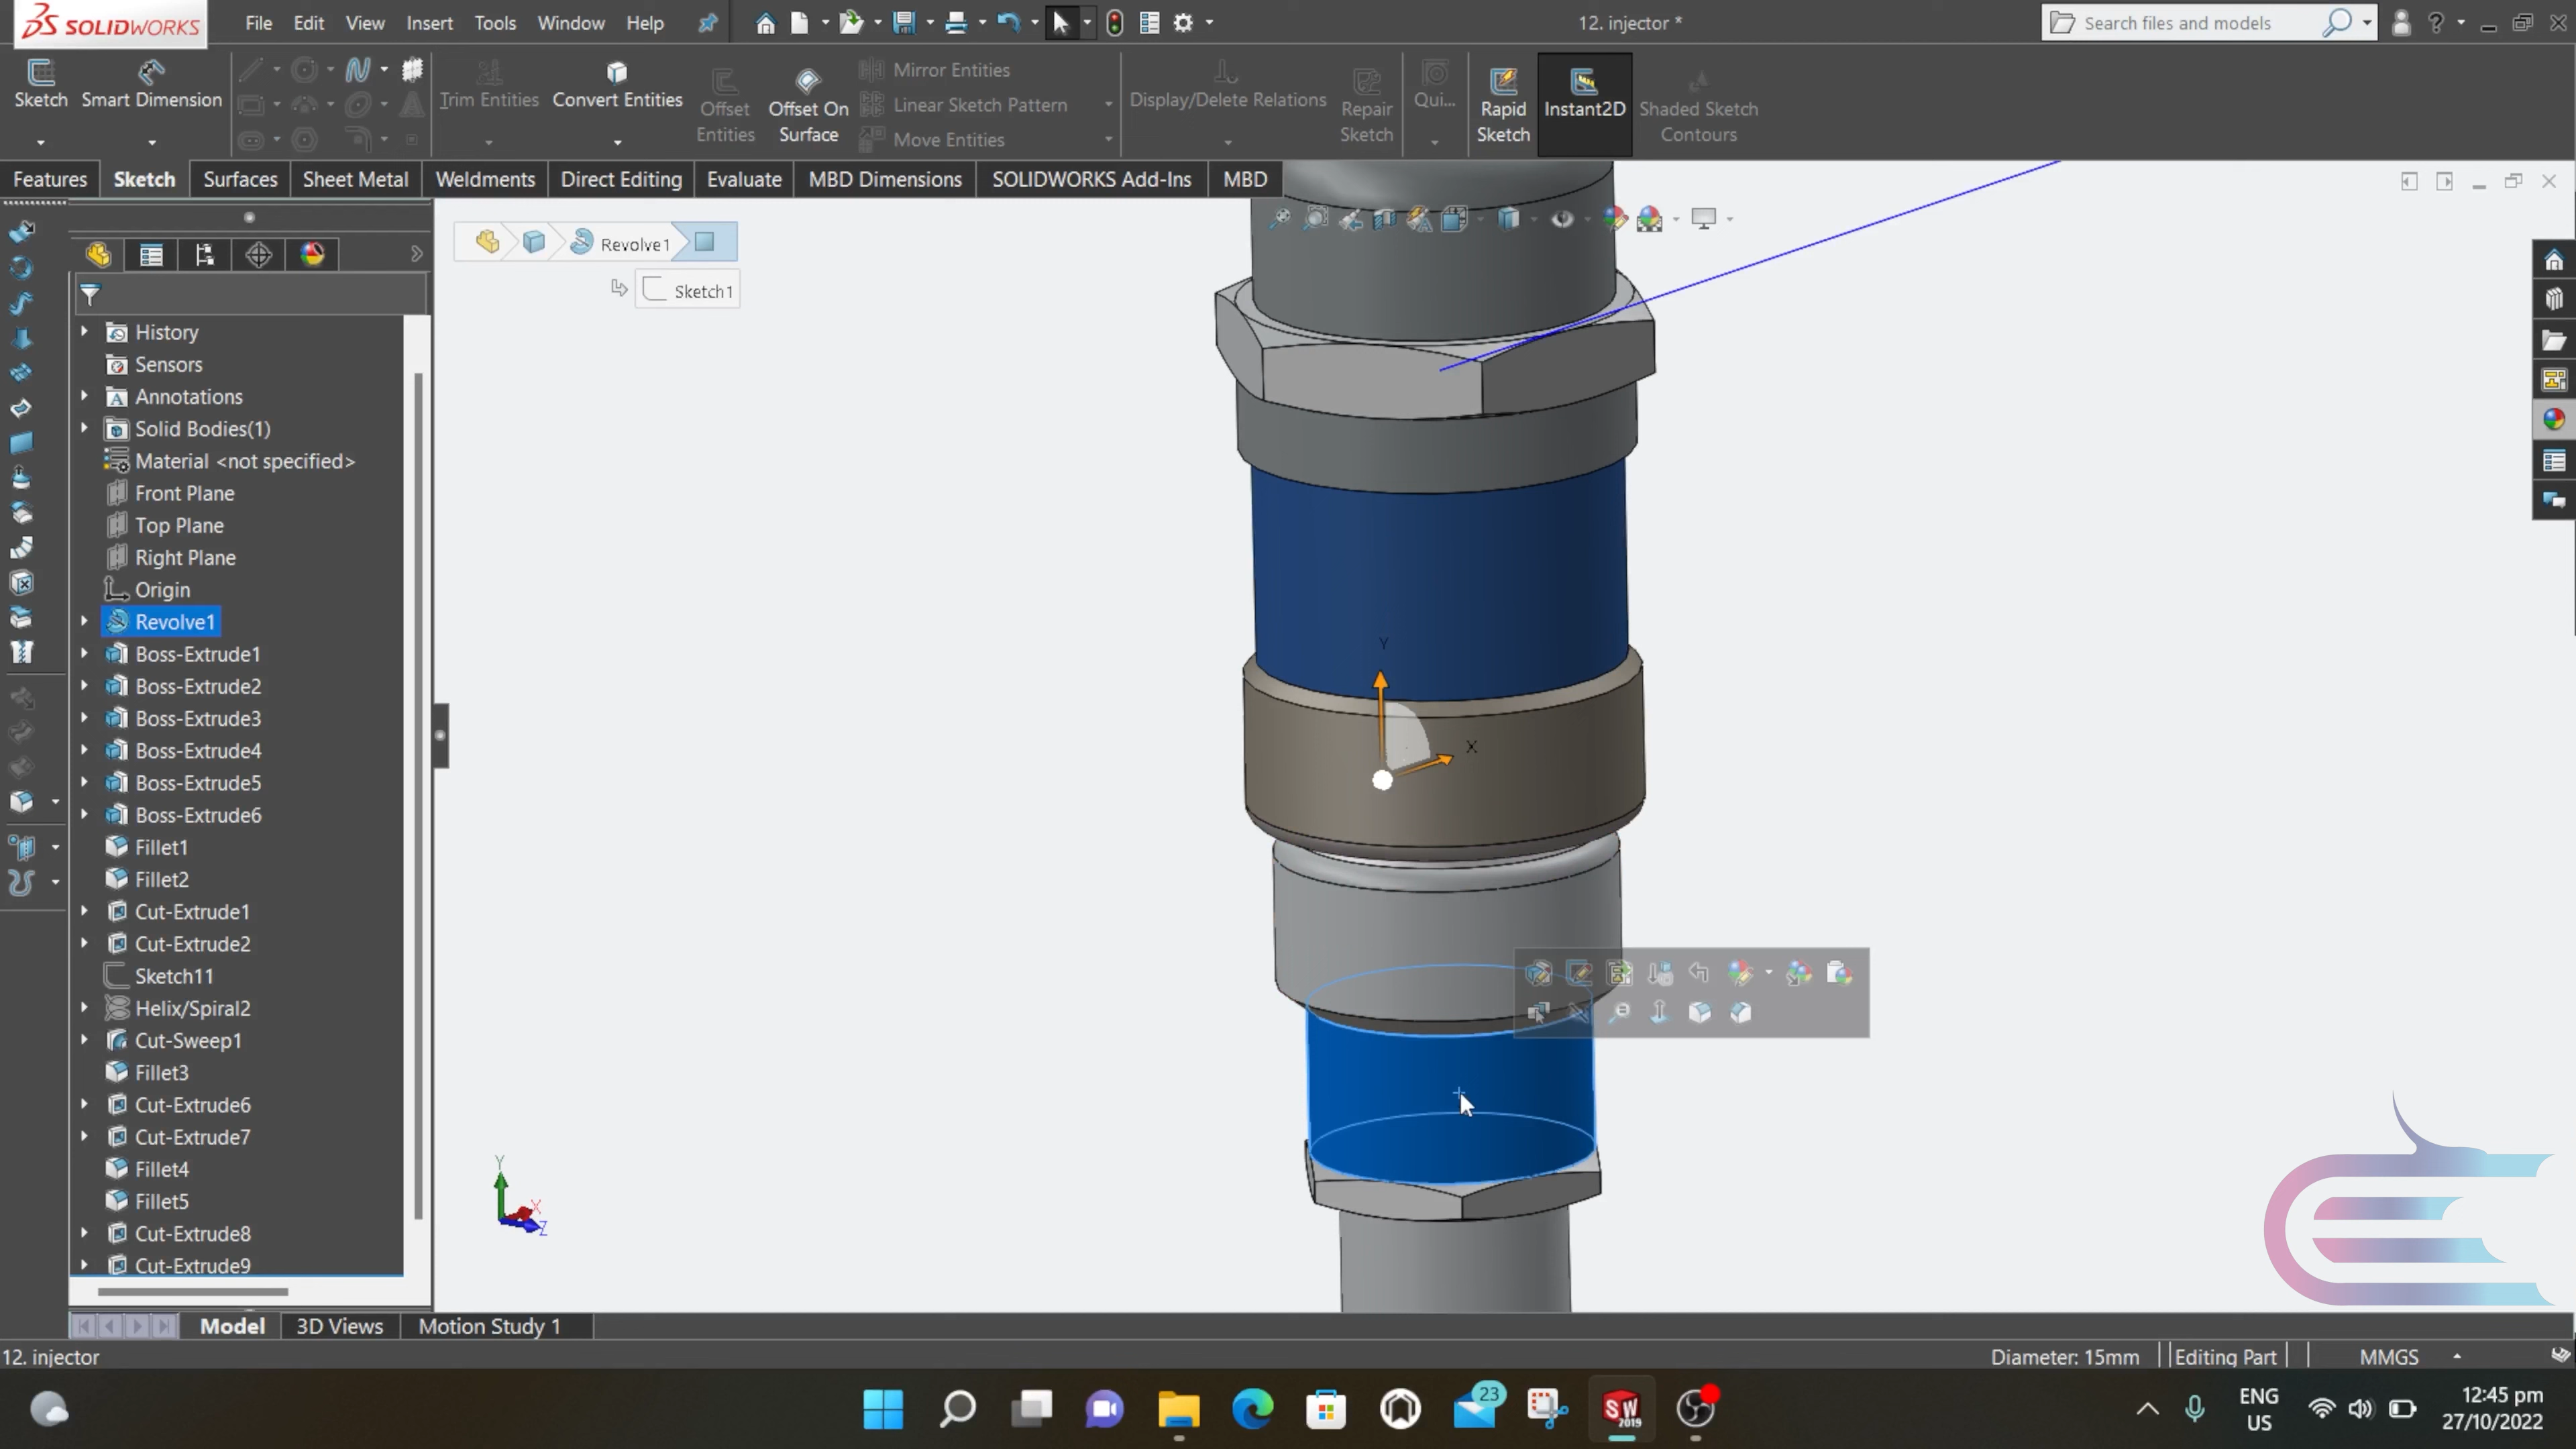 SOLIDWORKS File Edit View Insert Tools Window Help 12. injector * Search files and models
Sketch Smart Dimension Trim Entities Convert Entities Offset Entities Offset On Surface Mirror Entities Linear Sketch Pattern Move Entities Display/Delete Relations Repair Sketch Qui... Rapid Sketch Instant2D Shaded Sketch Contours
Features Sketch Surfaces Sheet Metal Weldments Direct Editing Evaluate MBD Dimensions SOLIDWORKS Add-Ins MBD
Revolve1
Sketch1
History
Sensors
Annotations
Solid Bodies(1)
Material <not specified>
Front Plane
Top Plane
Right Plane
Origin
Revolve1
Boss-Extrude1
Boss-Extrude2
Boss-Extrude3
Boss-Extrude4
Boss-Extrude5
Boss-Extrude6
Fillet1
Fillet2
Cut-Extrude1
Cut-Extrude2
Sketch11
Helix/Spiral2
Cut-Sweep1
Fillet3
Cut-Extrude6
Cut-Extrude7
Fillet4
Fillet5
Cut-Extrude8
Cut-Extrude9
Y
X
Y
X
Z
Model 3D Views Motion Study 1
12. injector Diameter: 15mm Editing Part MMGS
23
SW
2019
ENG
US
12:45 pm
27/10/2022